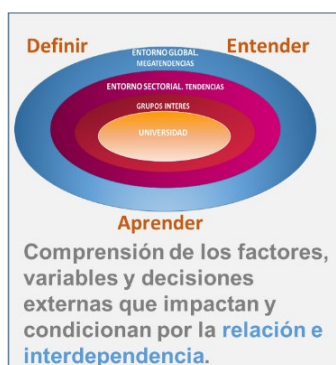 Definir
Entender
ENTORNO GLOBAL.
MEGATENDENCIAS
ENTORNO SECTORIAL. TENDENCIAS
GRUPOS INTERES
UNIVERSIDAD
Aprender
Comprensión de los factores,
variables y decisiones
externas que impactan y
condicionan por la relación e
interdependencia.